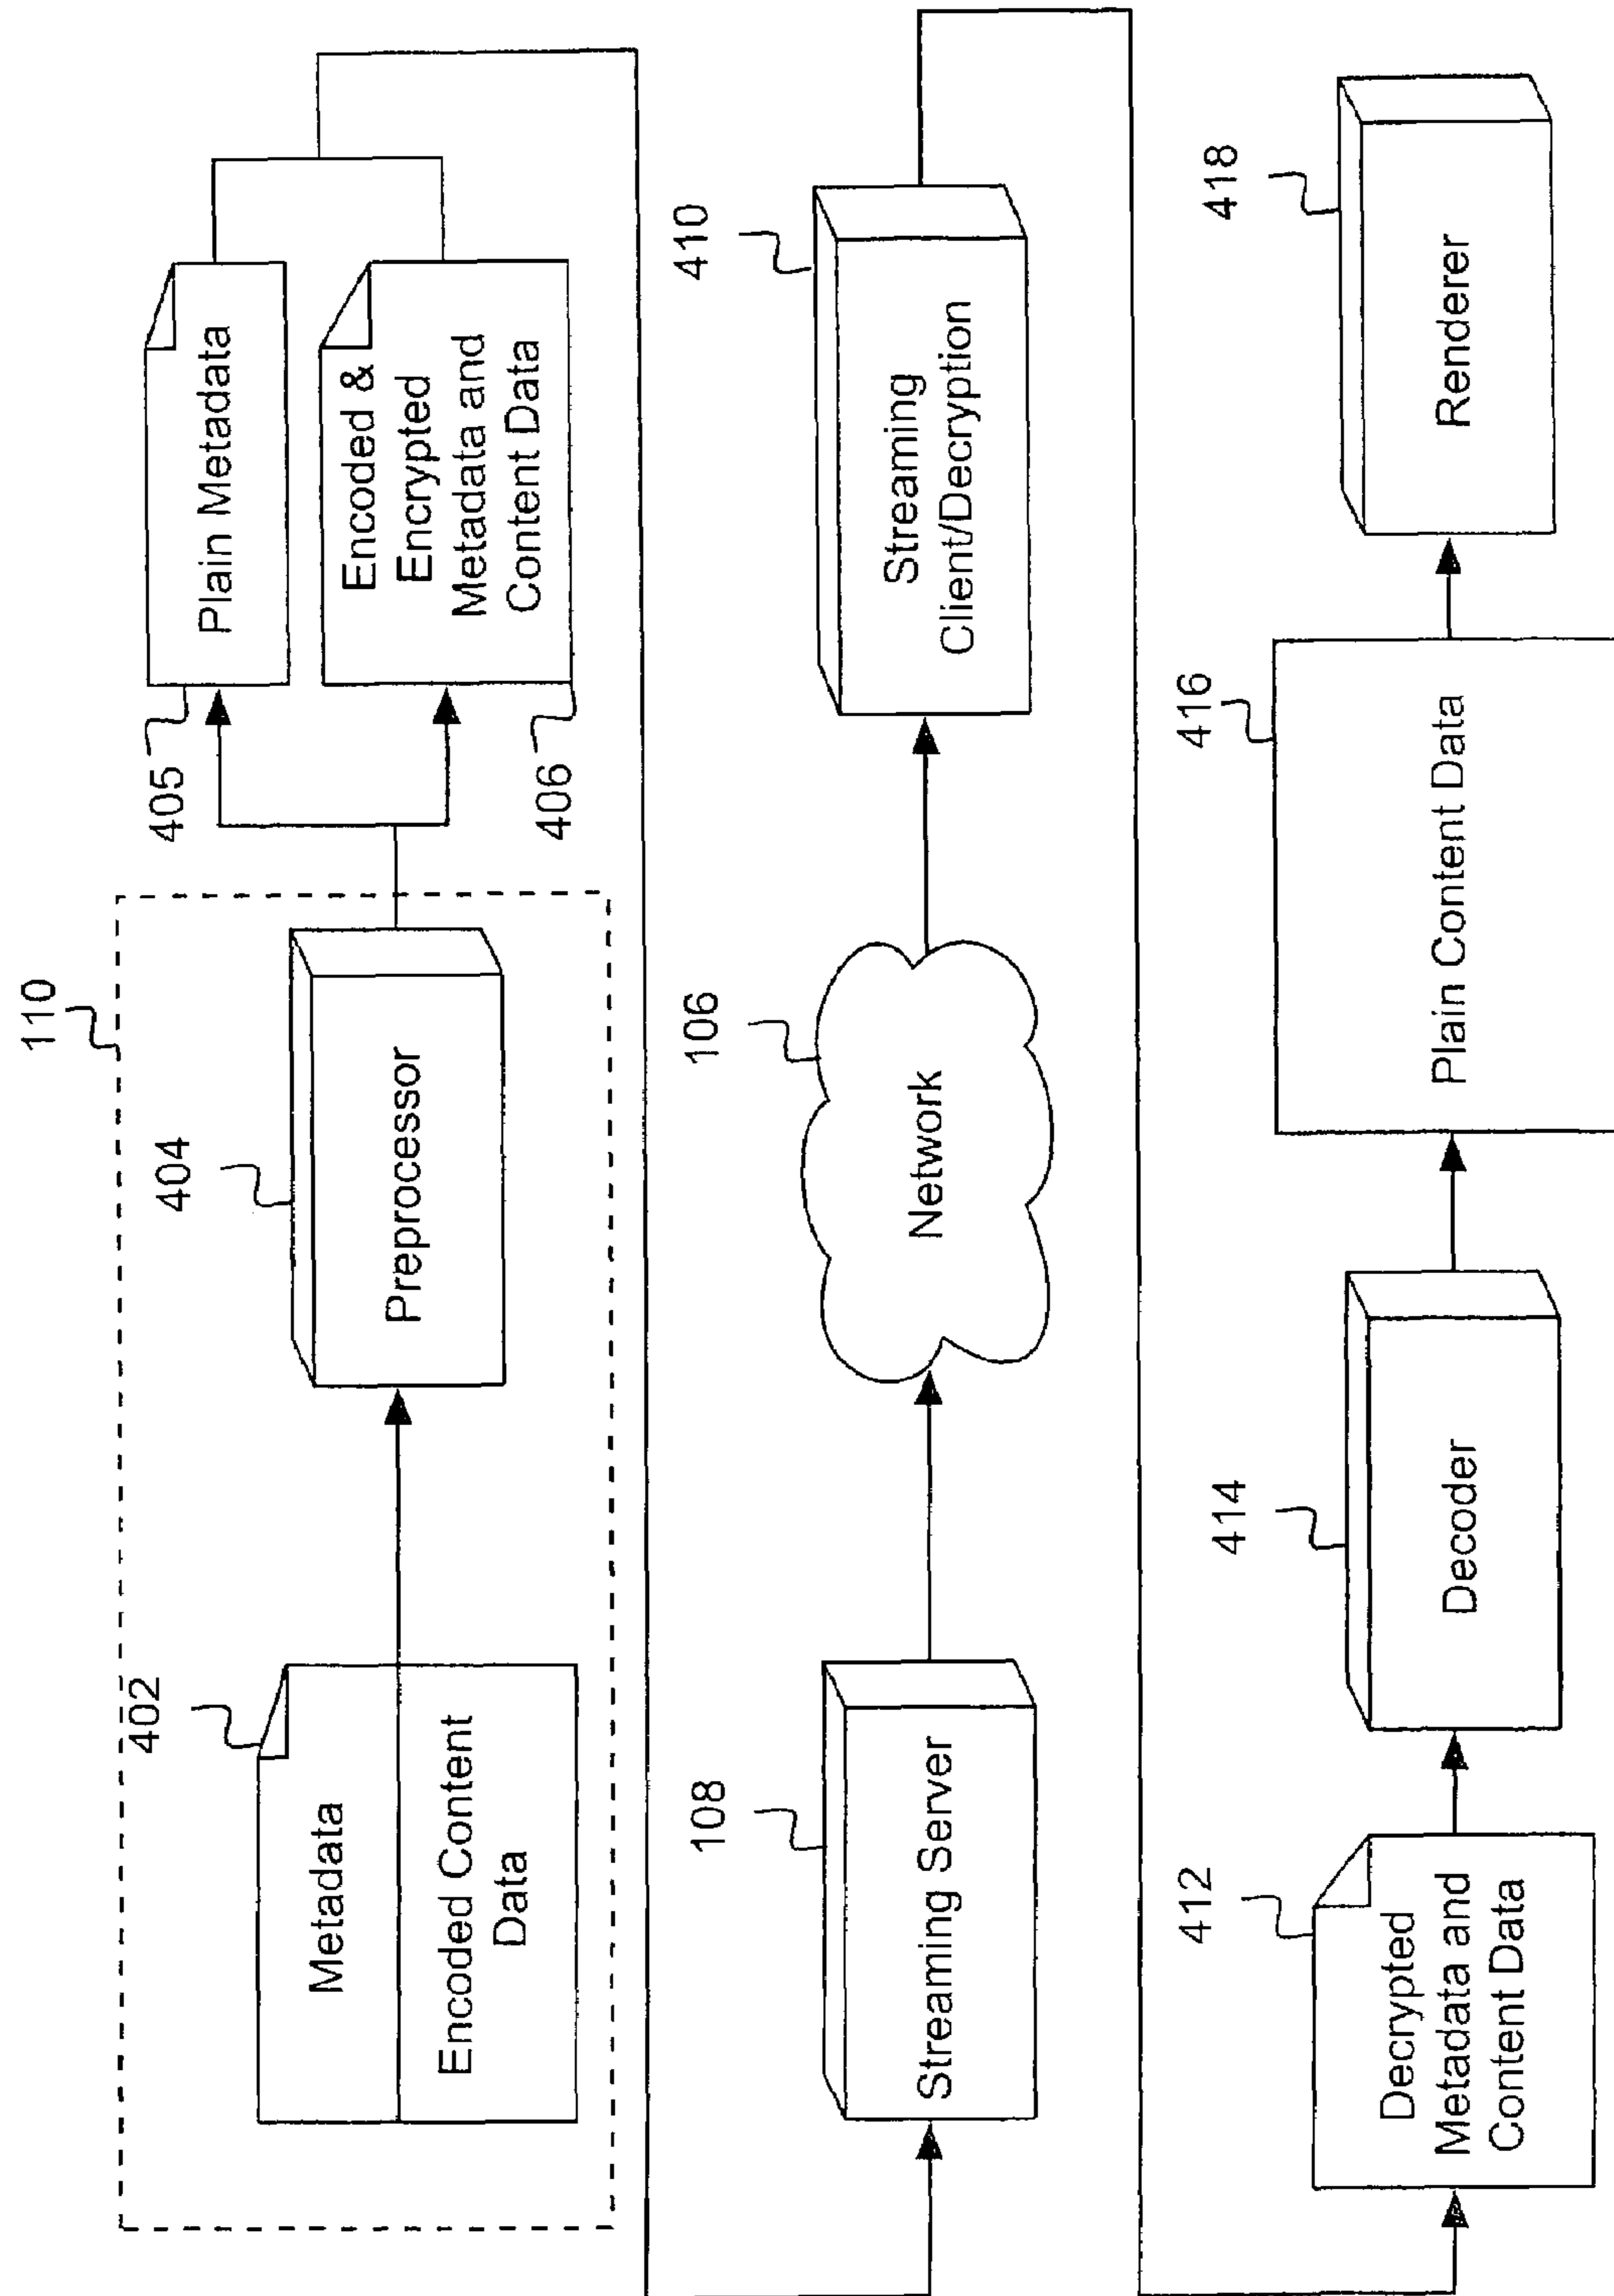 110
402
Metadata
Encoded Content
Data
404
Preprocessor
405
Plain Metadata
406
Encoded &
Encrypted
Metadata and
Content Data
108
Streaming Server
106
Network
410
Streaming
Client/Decryption
412
Decrypted
Metadata and
Content Data
414
Decoder
416
Plain Content Data
418
Renderer